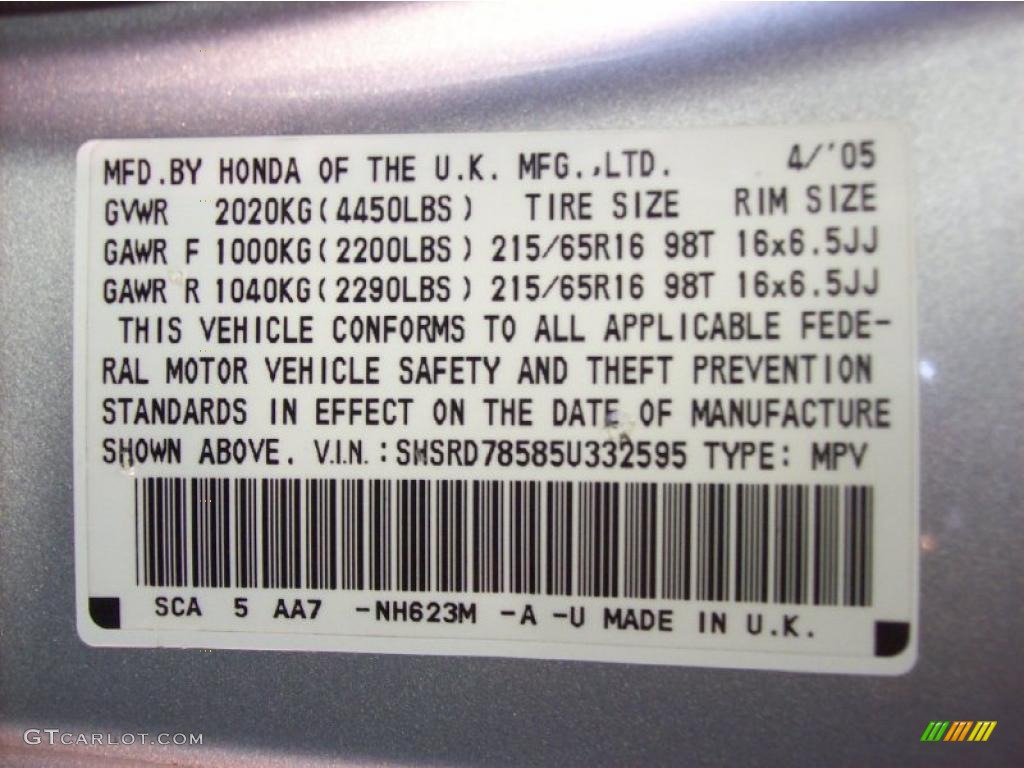 MFD.BY HONDA OF THE U.K. MFG.,LTD. 4/'05
GVWR 2020KG(4450LBS) TIRE SIZE RIM SIZE
GAWR F 1000KG(2200LBS) 215/65R16 98T 16x6.5JJ
GAWR R 1040KG(2290LBS) 215/65R16 98T 16x6.5JJ
THIS VEHICLE CONFORMS TO ALL APPLICABLE FEDE-
RAL MOTOR VEHICLE SAFETY AND THEFT PREVENTION
STANDARDS IN EFFECT ON THE DATE OF MANUFACTURE
SHOWN ABOVE. V.I.N.:SHSRD78585U332595 TYPE: MPV
SCA 5 AA7 -NH623M -A -U MADE IN U.K.
GTCARLOT.COM